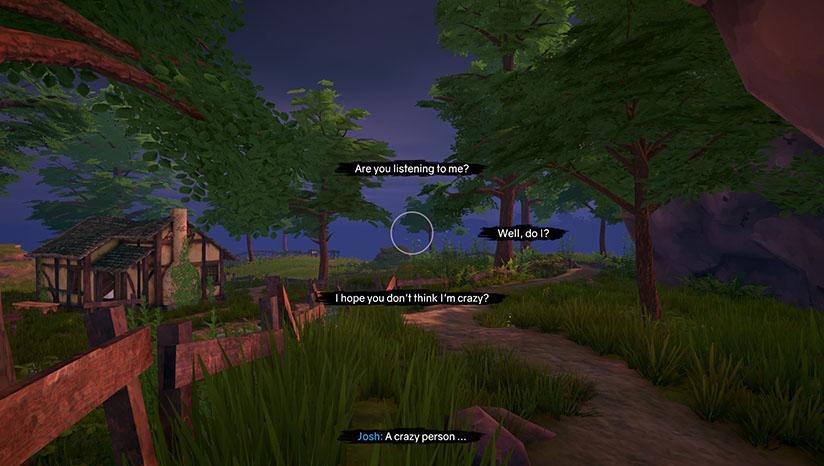 Are you listening to me?
Well, do I?
I hope you don't think I'm crazy?
Josh: A crazy person ...